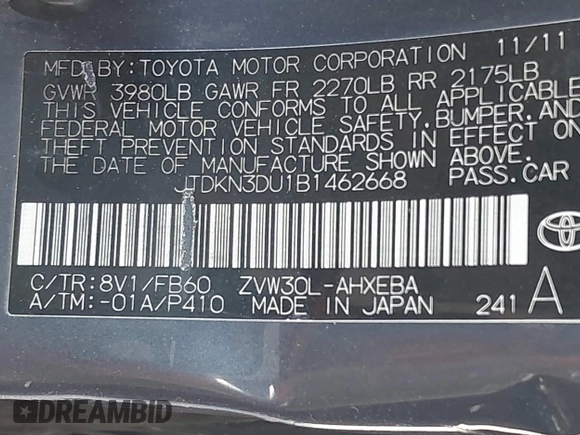 MFD. BY: TOYOTA MOTOR CORPORATION 11/11
GVWR 3980LB GAWR FR 2270LB RR 2175LB
THIS VEHICLE CONFORMS TO ALL APPLICABLE
FEDERAL MOTOR VEHICLE SAFETY, BUMPER, AND
THEFT PREVENTION STANDARDS IN EFFECT ON
THE DATE OF MANUFACTURE SHOWN ABOVE.
JTDKN3DU1B1462668 PASS. CAR
C/TR: 8V1/FB60 ZVW30L-AHXEBA
A/TM: -01A/P410 MADE IN JAPAN 241 A
DREAMBID